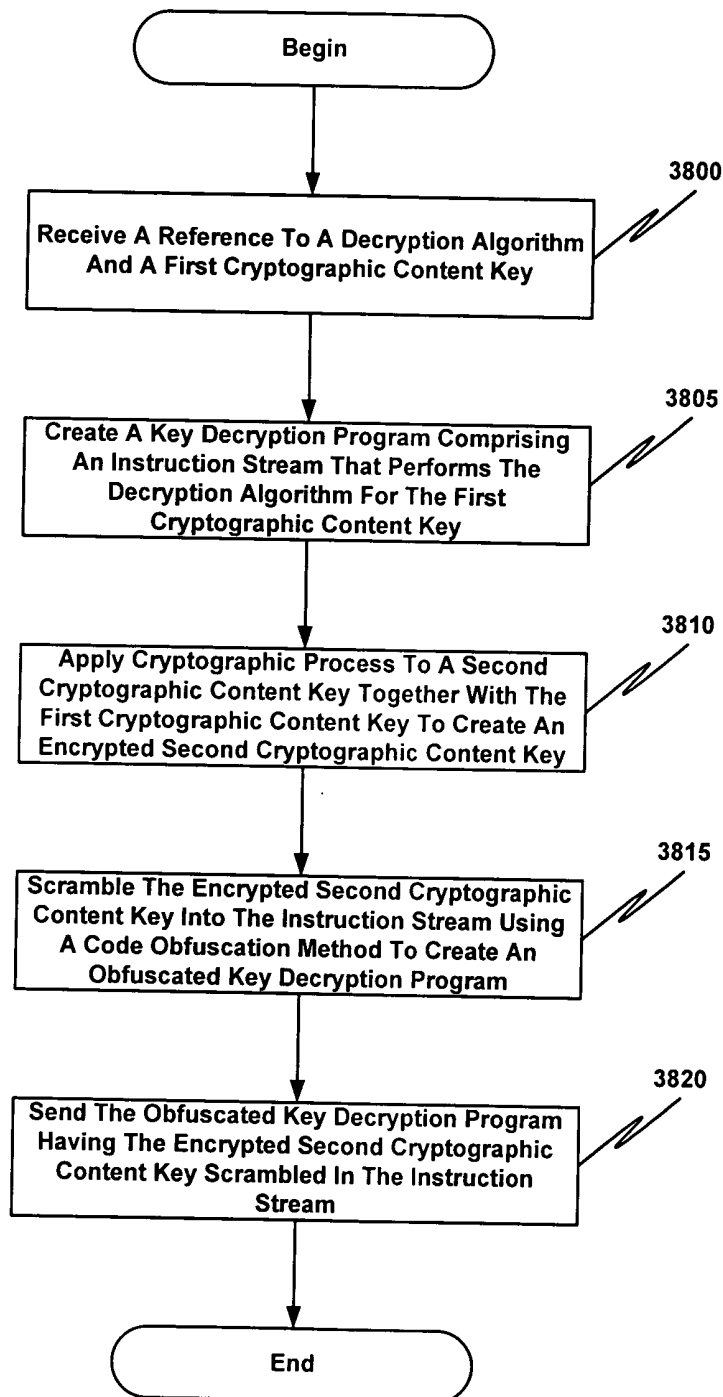 Begin
3800
Receive A Reference To A Decryption Algorithm
And A First Cryptographic Content Key
3805
Create A Key Decryption Program Comprising
An Instruction Stream That Performs The
Decryption Algorithm For The First
Cryptographic Content Key
3810
Apply Cryptographic Process To A Second
Cryptographic Content Key Together With The
First Cryptographic Content Key To Create An
Encrypted Second Cryptographic Content Key
3815
Scramble The Encrypted Second Cryptographic
Content Key Into The Instruction Stream Using
A Code Obfuscation Method To Create An
Obfuscated Key Decryption Program
3820
Send The Obfuscated Key Decryption Program
Having The Encrypted Second Cryptographic
Content Key Scrambled In The Instruction
Stream
End